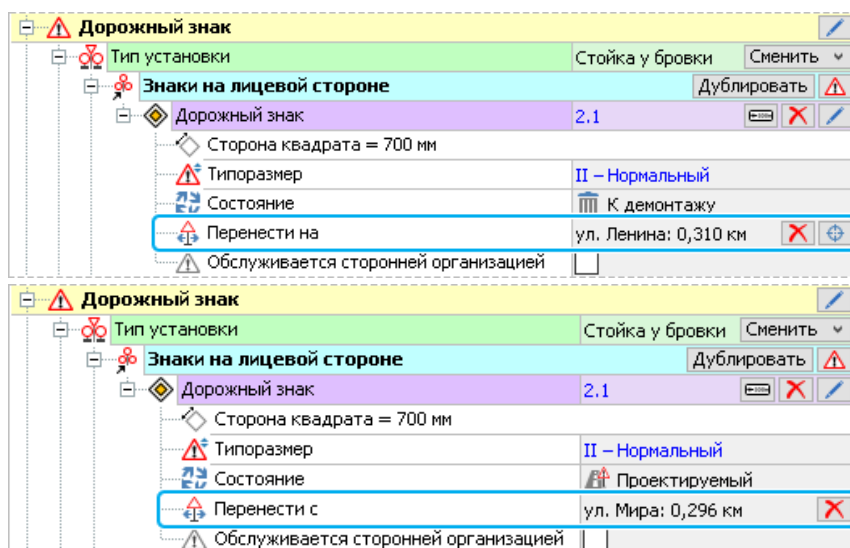 Дорожный знак
Тип установки Стойка у бровки Сменить
Знаки на лицевой стороне Дублировать
Дорожный знак 2.1
Сторона квадрата = 700 мм
Типоразмер II – Нормальный
Состояние К демонтажу
Перенести на ул. Ленина: 0,310 км
Обслуживается сторонней организацией
Дорожный знак
Тип установки Стойка у бровки Сменить
Знаки на лицевой стороне Дублировать
Дорожный знак 2.1
Сторона квадрата = 700 мм
Типоразмер II – Нормальный
Состояние Проектируемый
Перенести с ул. Мира: 0,296 км
Обслуживается сторонней организацией